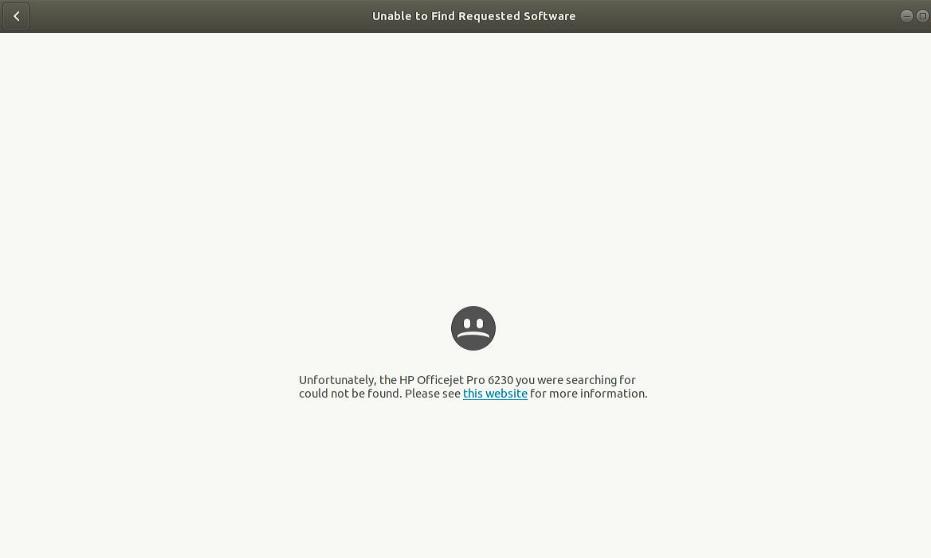 Unable to Find Requested Software
Unfortunately, the HP Officejet Pro 6230 you were searching for
could not be found. Please see this website for more information.